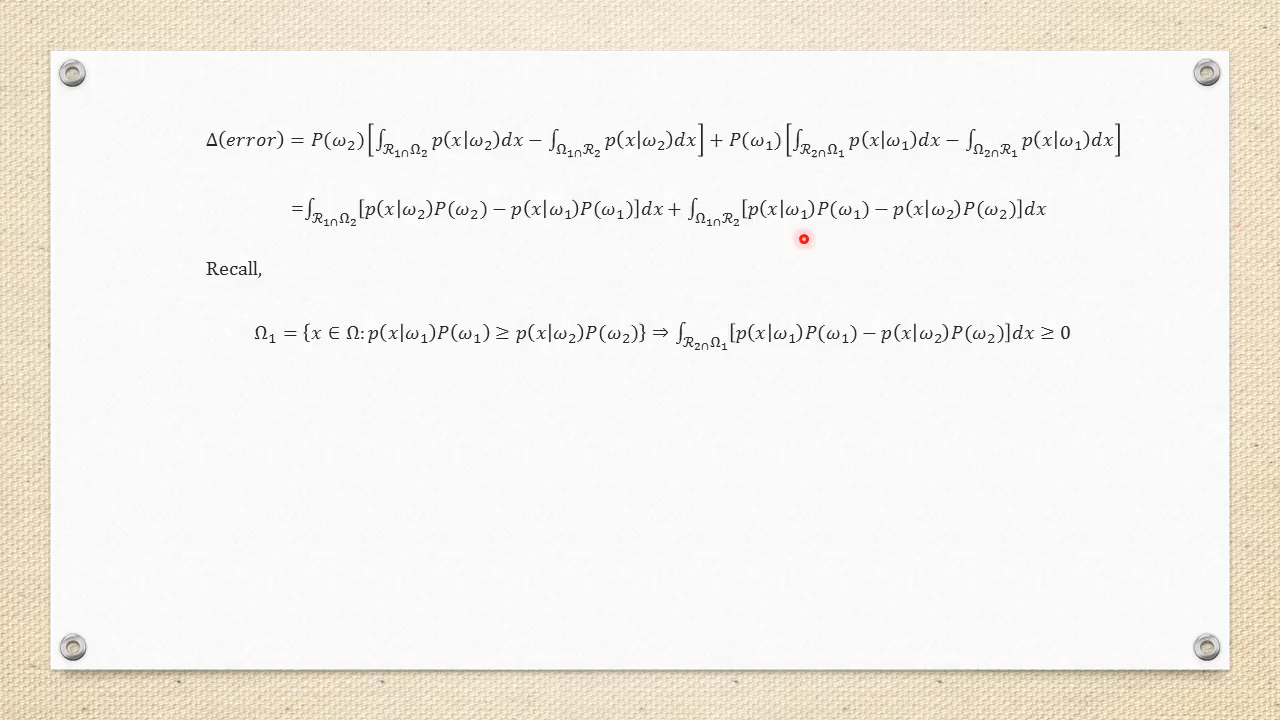 Δ(error) = P(ω₂)[∫_{ℛ₁∩Ω₂} p(x|ω₂)dx − ∫_{Ω₁∩ℛ₂} p(x|ω₂)dx] + P(ω₁)[∫_{ℛ₂∩Ω₁} p(x|ω₁)dx − ∫_{Ω₂∩ℛ₁} p(x|ω₁)dx]
=∫_{ℛ₁∩Ω₂}[p(x|ω₂)P(ω₂) − p(x|ω₁)P(ω₁)]dx + ∫_{Ω₁∩ℛ₂}[p(x|ω₁)P(ω₁) − p(x|ω₂)P(ω₂)]dx
Recall,
Ω₁ = {x ∈ Ω: p(x|ω₁)P(ω₁) ≥ p(x|ω₂)P(ω₂)} ⇒ ∫_{ℛ₂∩Ω₁}[p(x|ω₁)P(ω₁) − p(x|ω₂)P(ω₂)]dx ≥ 0